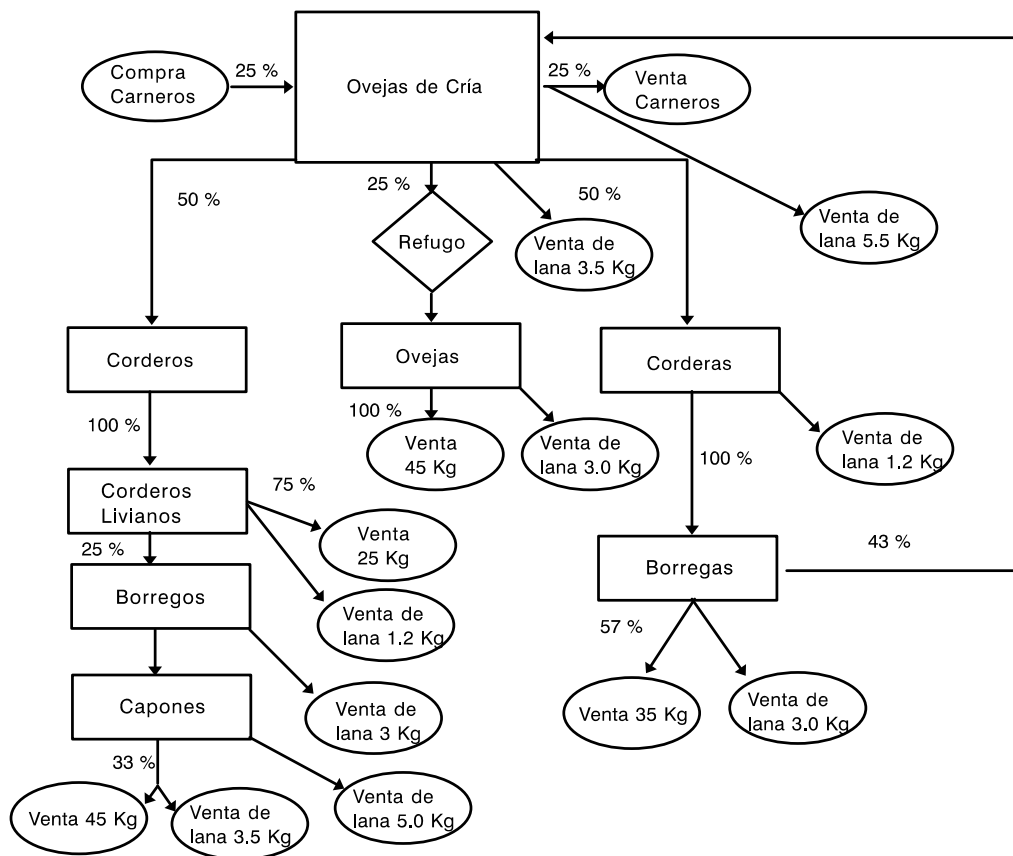 Compra
Carneros
25 %
Ovejas de Cría
25 %
Venta
Carneros
50 %
25 %
50 %
Refugo
Venta de
lana 3.5 Kg
Venta de
lana 5.5 Kg
Corderos
Ovejas
Corderas
100 %
100 %
Venta
45 Kg
Venta de
lana 3.0 Kg
100 %
Venta de
lana 1.2 Kg
Corderos
Livianos
75 %
Venta
25 Kg
25 %
Borregos
Venta de
lana 1.2 Kg
Borregas
43 %
57 %
Capones
Venta de
lana 3 Kg
Venta 35 Kg
Venta de
lana 3.0 Kg
33 %
Venta 45 Kg
Venta de
lana 3.5 Kg
Venta de
lana 5.0 Kg